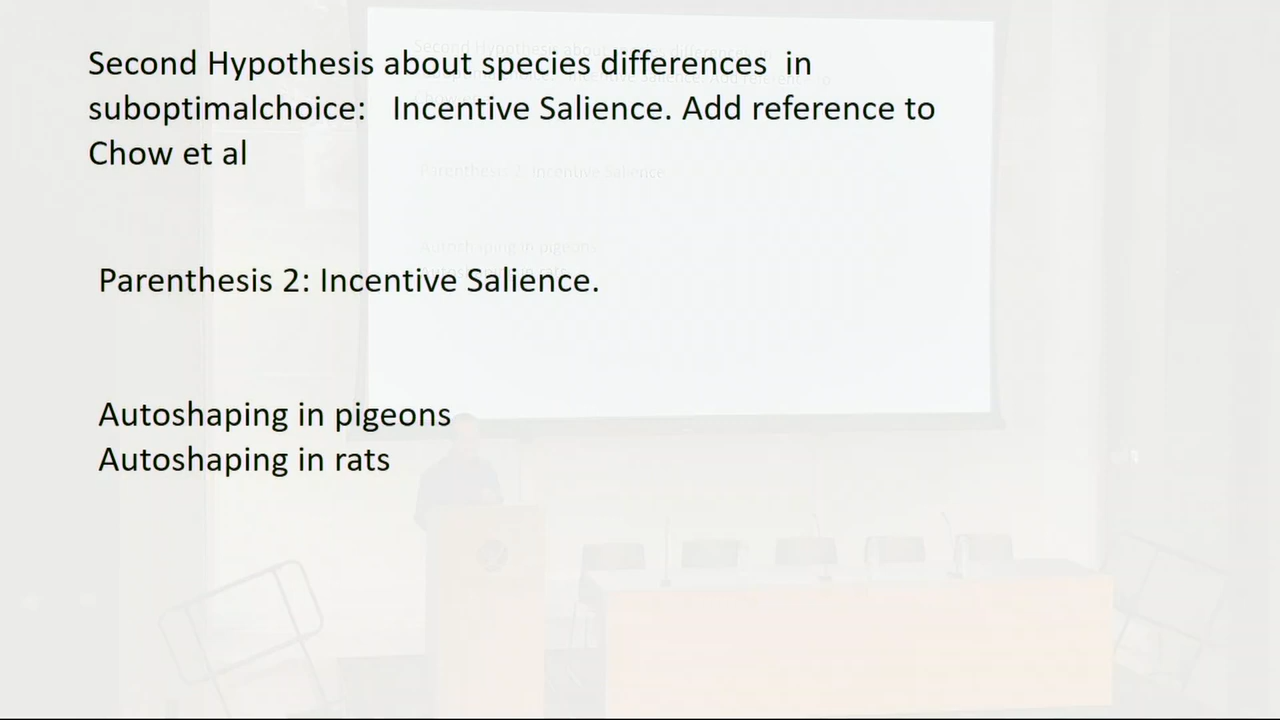 Second Hypothesis about species differences  in
suboptimalchoice:   Incentive Salience. Add reference to
Chow et al
Parenthesis 2: Incentive Salience.
Autoshaping in pigeons
Autoshaping in rats